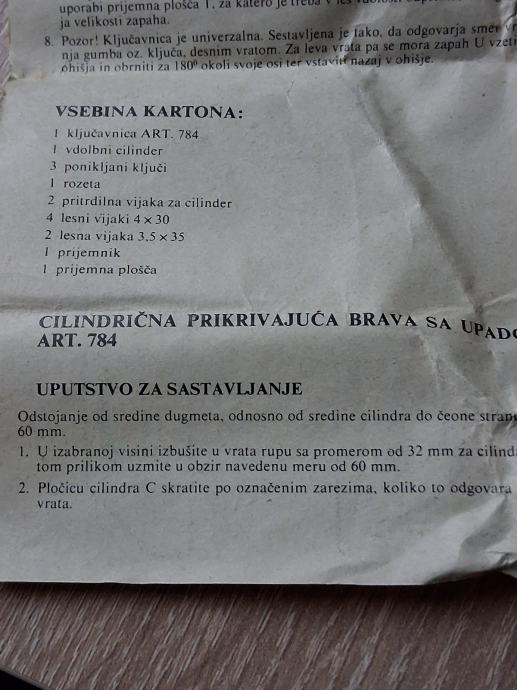 uporabi prijemna plošča 1, za katero je treba v les
ja velikosti zapaha.
8. Pozor! Ključavnica je univerzalna. Sestavljena je tako, da odgovarja smer
nja gumba oz. ključa, desnim vratom. Za leva vrata pa se mora zapah U vzeti
ohišja in obrniti za 180° okoli svoje osi ter vstaviti nazaj v ohišje.
VSEBINA KARTONA:
1 ključavnica ART. 784
1 vdolbni cilinder
3 ponikljani ključi
1 rozeta
2 pritrdilna vijaka za cilinder
4 lesni vijaki 4 × 30
2 lesna vijaka 3,5 × 35
1 prijemnik
1 prijemna plošča
CILINDRIČNA PRIKRIVAJUĆA BRAVA SA UPADO
ART. 784
UPUTSTVO ZA SASTAVLJANJE
Odstojanje od sredine dugmeta, odnosno od sredine cilindra do čeone stran
60 mm.
1. U izabranoj visini izbušite u vrata rupu sa promerom od 32 mm za cilind
tom prilikom uzmite u obzir navedenu meru od 60 mm.
2. Pločicu cilindra C skratite po označenim zarezima, koliko to odgovara
vrata.